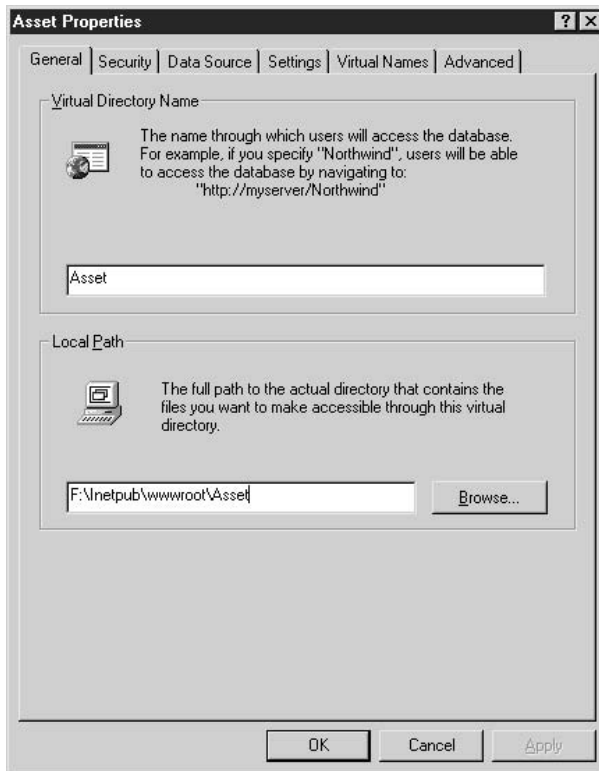 Asset Properties
General Security Data Source Settings Virtual Names Advanced
Virtual Directory Name
The name through which users will access the database.
For example, if you specify "Northwind", users will be able
to access the database by navigating to:
"http://myserver/Northwind"
Asset
Local Path
The full path to the actual directory that contains the
files you want to make accessible through this virtual
directory.
F:\Inetpub\wwwroot\Asset
Browse...
OK Cancel Apply